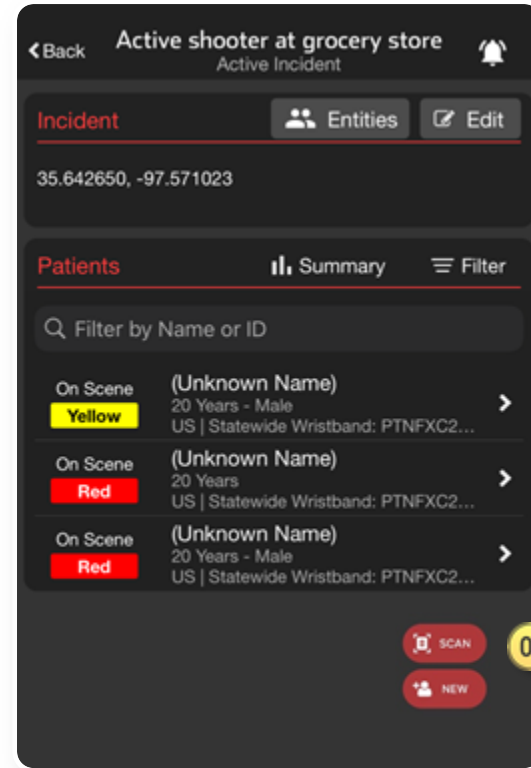 Back
Active shooter at grocery store
Active Incident
Incident
Entities
Edit
35.642650, -97.571023
Patients
Summary
Filter
Filter by Name or ID
On Scene
Yellow
(Unknown Name)
20 Years - Male
US | Statewide Wristband: PTNFXC2...
On Scene
Red
(Unknown Name)
20 Years
US | Statewide Wristband: PTNFXC2...
On Scene
Red
(Unknown Name)
20 Years - Male
US | Statewide Wristband: PTNFXC2...
SCAN
NEW